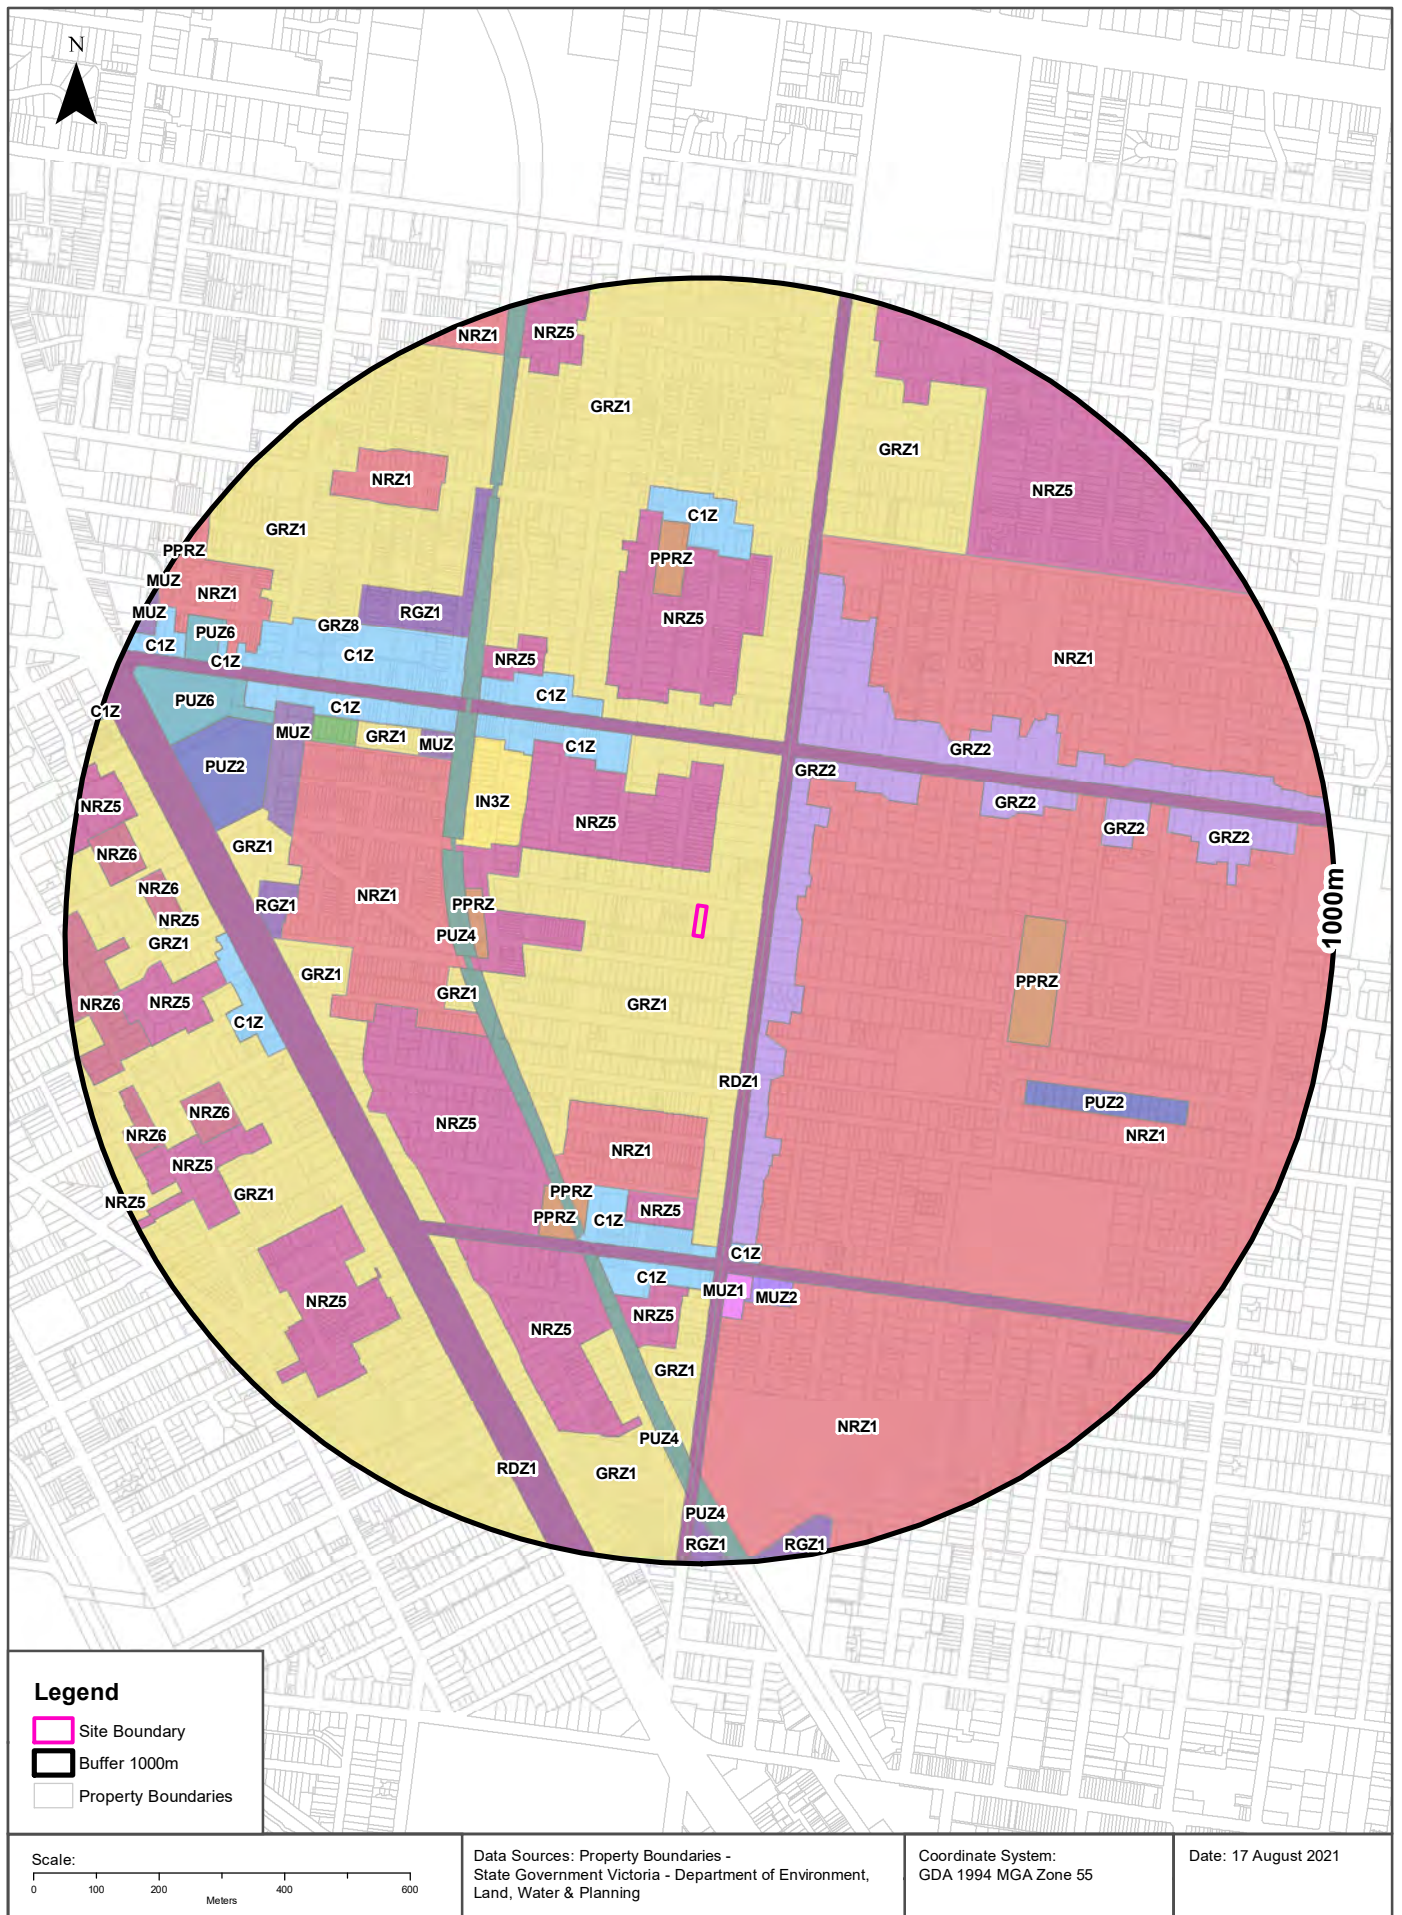 N
NRZ1
NRZ5
GRZ1
GRZ1
NRZ1
NRZ5
C1Z
GRZ1
PPRZ
PPRZ
MUZ
NRZ1
MUZ
RGZ1
NRZ5
GRZ8
PUZ6
C1Z
C1Z
C1Z
NRZ5
NRZ1
C1Z
PUZ6
C1Z
C1Z
MUZ
GRZ1
MUZ
C1Z
GRZ2
PUZ2
GRZ2
IN3Z
GRZ2
NRZ5
NRZ5
GRZ2
GRZ2
GRZ1
NRZ6
NRZ6
NRZ1
RGZ1
PPRZ
1000m
NRZ5
PUZ4
GRZ1
GRZ1
PPRZ
GRZ1
NRZ5
NRZ6
GRZ1
C1Z
RDZ1
PUZ2
NRZ6
NRZ5
NRZ6
NRZ1
NRZ1
NRZ5
PPRZ
GRZ1
NRZ5
NRZ5
PPRZ
C1Z
C1Z
C1Z
MUZ1
MUZ2
NRZ5
NRZ5
NRZ5
GRZ1
NRZ1
PUZ4
RDZ1
GRZ1
PUZ4
RGZ1
RGZ1
Legend
Site Boundary
Buffer 1000m
Property Boundaries
Scale:
0 100 200 400 600
Meters
Data Sources: Property Boundaries -
State Government Victoria - Department of Environment,
Land, Water & Planning
Coordinate System:
GDA 1994 MGA Zone 55
Date: 17 August 2021